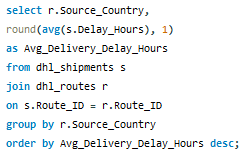 select r.Source_Country,
round(avg(s.Delay_Hours), 1)
as Avg_Delivery_Delay_Hours
from dhl_shipments s
join dhl_routes r
on s.Route_ID = r.Route_ID
group by r.Source_Country
order by Avg_Delivery_Delay_Hours desc;